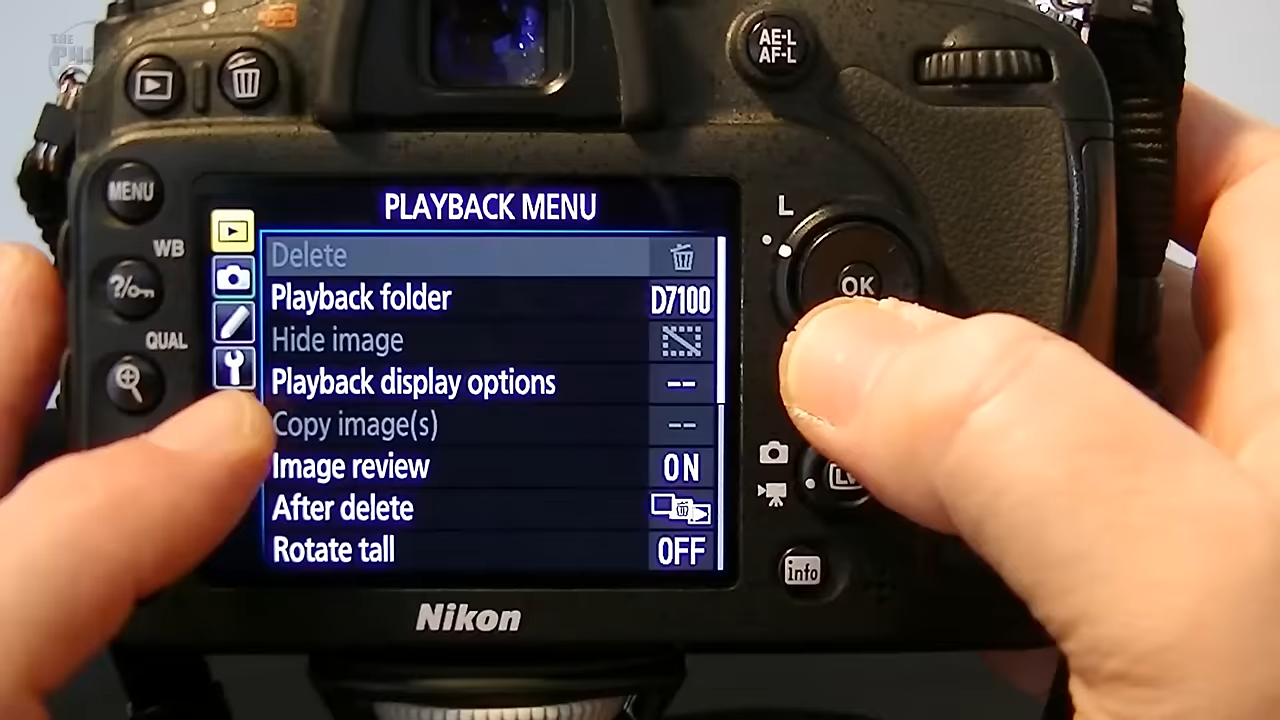 THE
AE-L
AF-L
MENU
WB
?/
QUAL
L
OK
PLAYBACK MENU
Delete
Playback folder D7100
Hide image
Playback display options --
Copy image(s) --
Image review ON
After delete
Rotate tall OFF
info
Nikon